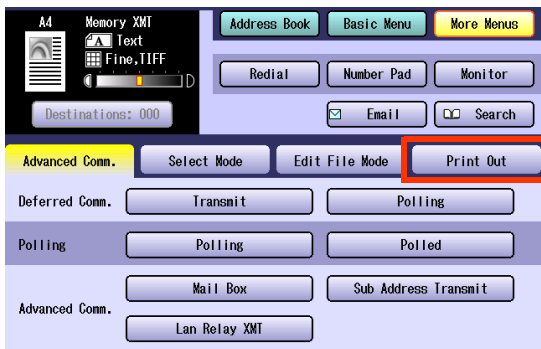 A4 Memory XMT Address Book Basic Menu More Menus
A Text
Fine,TIFF
Redial Number Pad Monitor
D
Destinations: 000 Email Search
Advanced Comm. Select Mode Edit File Mode Print Out
Deferred Comm. Transmit Polling
Polling Polling Polled
Mail Box Sub Address Transmit
Advanced Comm.
Lan Relay XMT